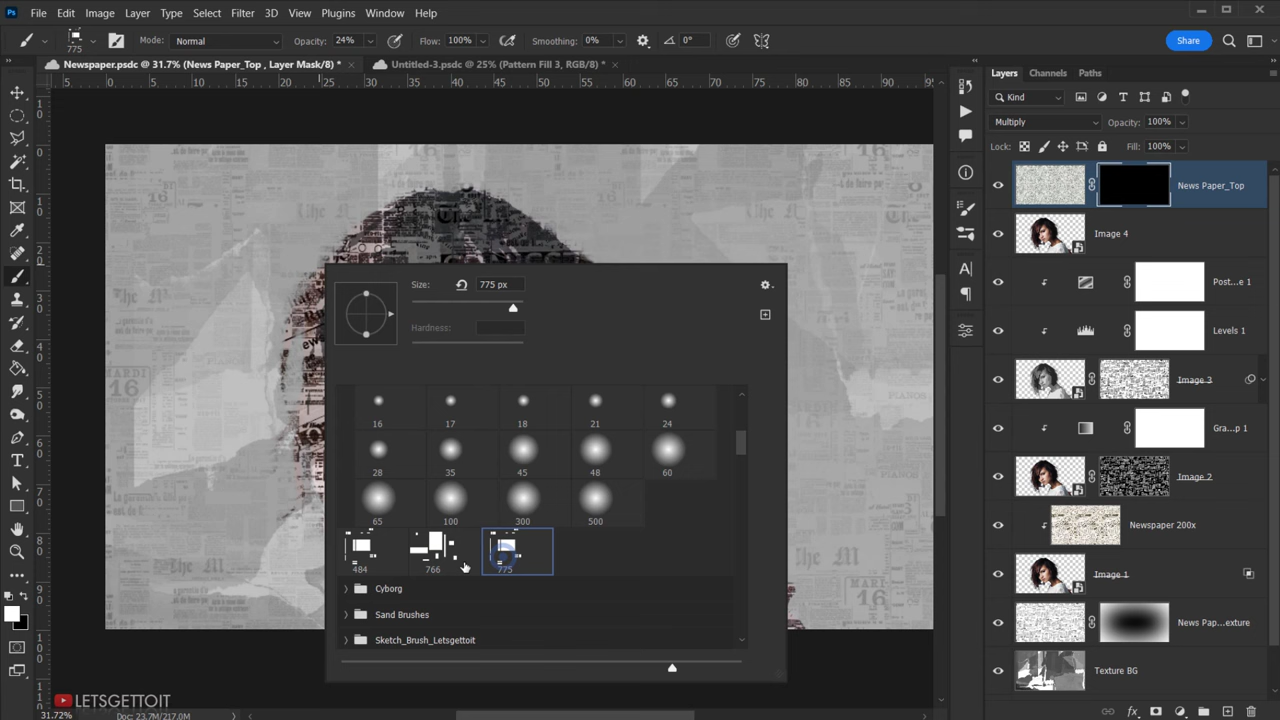 Ps File Edit Image Layer Type Select Filter 3D View Plugins Window Help
775 Mode: Normal Opacity: 24% Flow: 100% Smoothing: 0% 0° Share
Newspaper.psdc @ 31.7% (News Paper_Top , Layer Mask/8) * × Untitled-3.psdc @ 25% (Pattern Fill 3, RGB/8) * ×
Layers Channels Paths
Kind
Multiply Opacity: 100%
Lock: Fill: 100%
News Paper_Top
Image 4
Post...e 1
Levels 1
Image 3
Gra...p 1
Image 2
Newspaper 200x
Image 1
News Pap...exture
Texture BG
Size: 775 px
Hardness:
16 17 18 21 24
28 35 45 48 60
65 100 300 500
484 766 775
Cyborg
Sand Brushes
Sketch_Brush_Letsgettoit
MARDI
16
LETSGETTOIT
31.72% Doc: 23.7M/217.0M